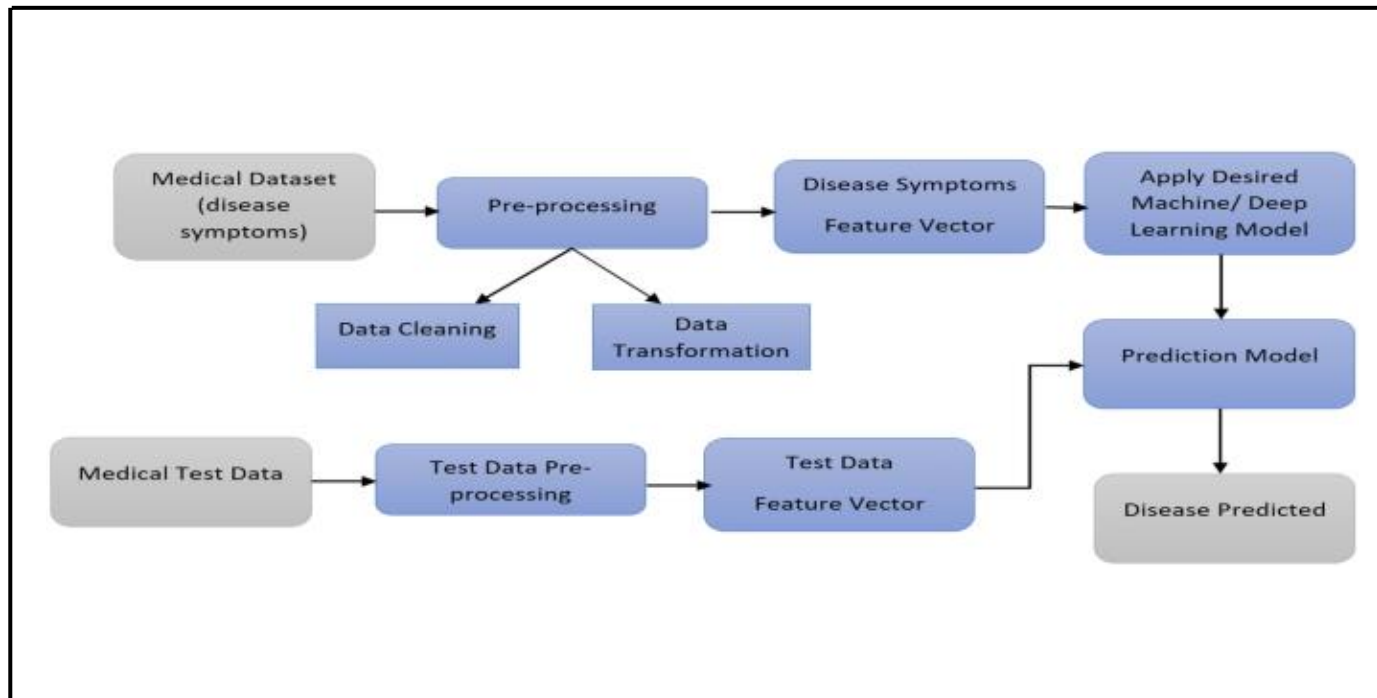 Medical Dataset
(disease
symptoms)
Pre-processing
Disease Symptoms
Feature Vector
Apply Desired
Machine/ Deep
Learning Model
Data Cleaning
Data
Transformation
Prediction Model
Medical Test Data
Test Data Pre-
processing
Test Data
Feature Vector
Disease Predicted